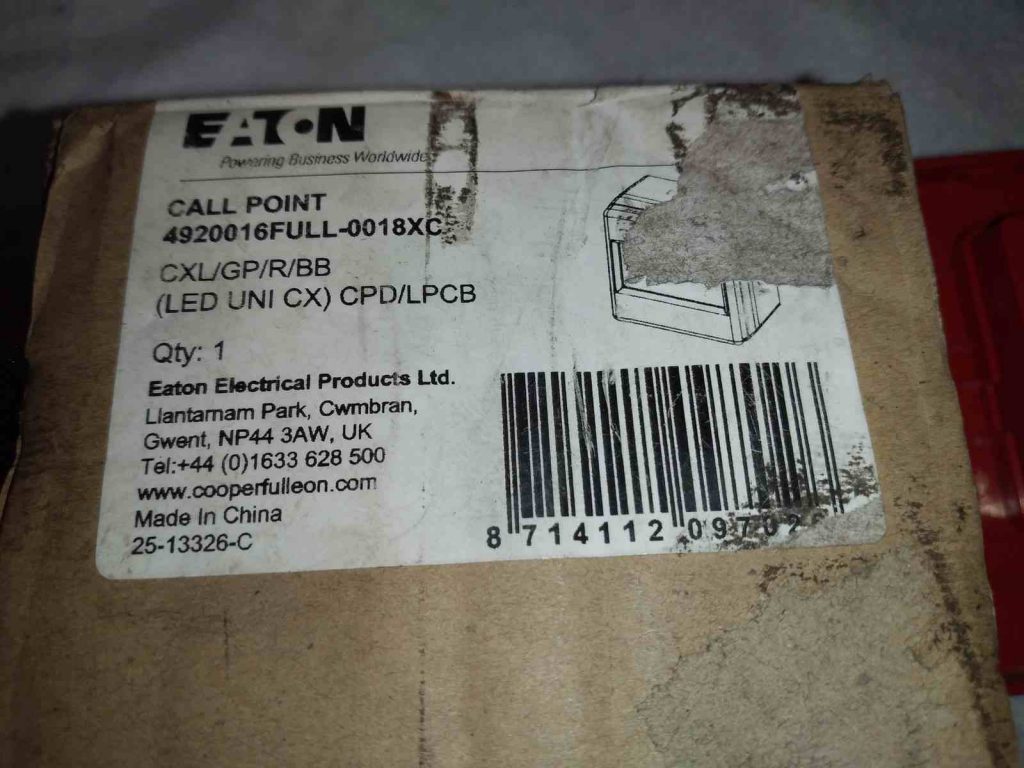 EATON
Powering Business Worldwide
CALL POINT
4920016FULL-0018XC
CXL/GP/R/BB
(LED UNI CX) CPD/LPCB
Qty: 1
Eaton Electrical Products Ltd.
Llantarnam Park, Cwmbran,
Gwent, NP44 3AW, UK
Tel:+44 (0)1633 628 500
www.cooperfulleon.com
Made In China
25-13326-C
8 714112 09702